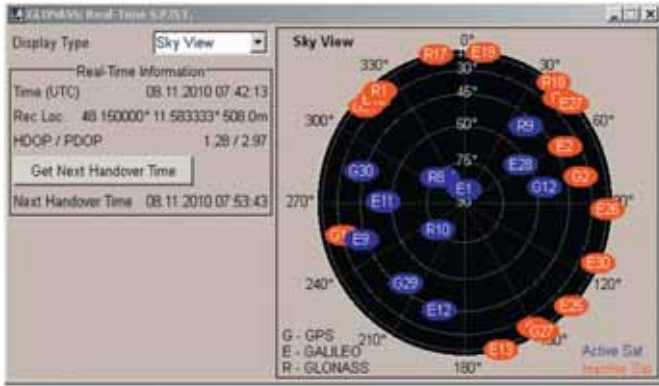 GLONASS: Real-Time
Display Type Sky View
Real-Time Information
Time (UTC) 08.11.2010 07:42:13
Rec Loc 48.150000° 11.583333° 508.0m
HDOP / PDOP 1.28 / 2.97
Get Next Handover Time
Next Handover Time 08.11.2010 07:53:43
Sky View
0°
R17
E19
330°
30°
30°
R1
R18
E27
45°
300°
60°
60°
R9
E2
75°
G30
R8
E28
G2
E1
G12
270°
E11
90
E26
R10
E9
E30
240°
G29
120°
E12
E25
G27
G - GPS
210°
E - GALILEO
E13
Active Sat
R - GLONASS
180°
Inactive Sat